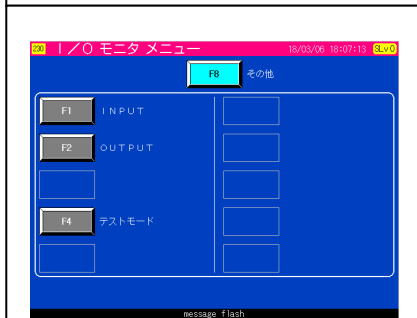 230 I／O モニタ メニュー 18/03/06 18:07:13 SLv0
F8 その他
F1 INPUT
F2 OUTPUT
F4 テストモード
message flash